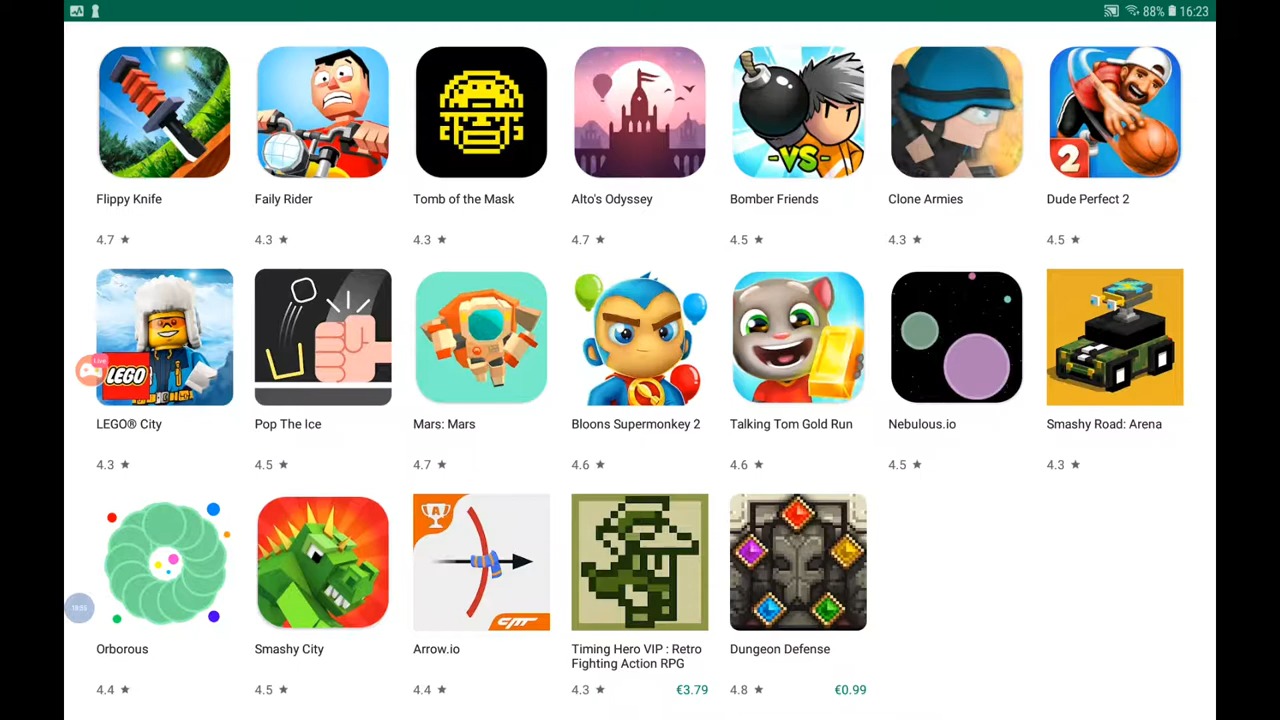 88% 16:23
-VS-
2
Flippy Knife
Faily Rider
Tomb of the Mask
Alto's Odyssey
Bomber Friends
Clone Armies
Dude Perfect 2
4.7 ★
4.3 ★
4.3 ★
4.7 ★
4.5 ★
4.3 ★
4.5 ★
Live
LEGO
LEGO® City
Pop The Ice
Mars: Mars
Bloons Supermonkey 2
Talking Tom Gold Run
Nebulous.io
Smashy Road: Arena
4.3 ★
4.5 ★
4.7 ★
4.6 ★
4.6 ★
4.5 ★
4.3 ★
A
CMT
Orborous
Smashy City
Arrow.io
Timing Hero VIP : Retro
Fighting Action RPG
Dungeon Defense
4.4 ★
4.5 ★
4.4 ★
4.3 ★ €3.79
4.8 ★ €0.99